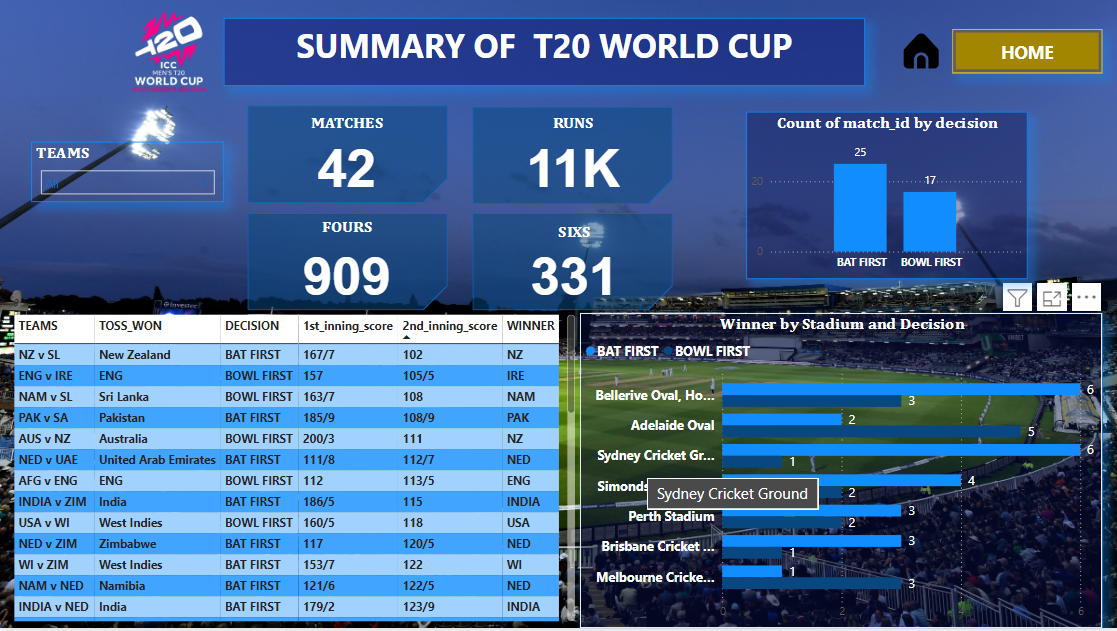 T20
ICC
MEN'S T20
WORLD CUP
SUMMARY OF T20 WORLD CUP
HOME
TEAMS
MATCHES
42
RUNS
11K
FOURS
909
SIXS
331
Count of match_id by decision
20
0
25
17
BAT FIRST BOWL FIRST
TEAMS TOSS_WON DECISION 1st_inning_score 2nd_inning_score WINNER
NZ v SL New Zealand BAT FIRST 167/7 102 NZ
ENG v IRE ENG BOWL FIRST 157 105/5 IRE
NAM v SL Sri Lanka BOWL FIRST 163/7 108 NAM
PAK v SA Pakistan BAT FIRST 185/9 108/9 PAK
AUS v NZ Australia BOWL FIRST 200/3 111 NZ
NED v UAE United Arab Emirates BAT FIRST 111/8 112/7 NED
AFG v ENG ENG BOWL FIRST 112 113/5 ENG
INDIA v ZIM India BAT FIRST 186/5 115 INDIA
USA v WI West Indies BOWL FIRST 160/5 118 USA
NED v ZIM Zimbabwe BAT FIRST 117 120/5 NED
WI v ZIM West Indies BAT FIRST 153/7 122 WI
NAM v NED Namibia BAT FIRST 121/6 122/5 NED
INDIA v NED India BAT FIRST 179/2 123/9 INDIA
Winner by Stadium and Decision
BAT FIRST BOWL FIRST
Bellerive Oval, Ho... 6
3
Adelaide Oval 2
5
Sydney Cricket Gr... 6
1
Simonds 4
2
Sydney Cricket Ground
Perth Stadium 3
2
Brisbane Cricket ... 3
1
Melbourne Cricke... 1
3
0 2 4 6